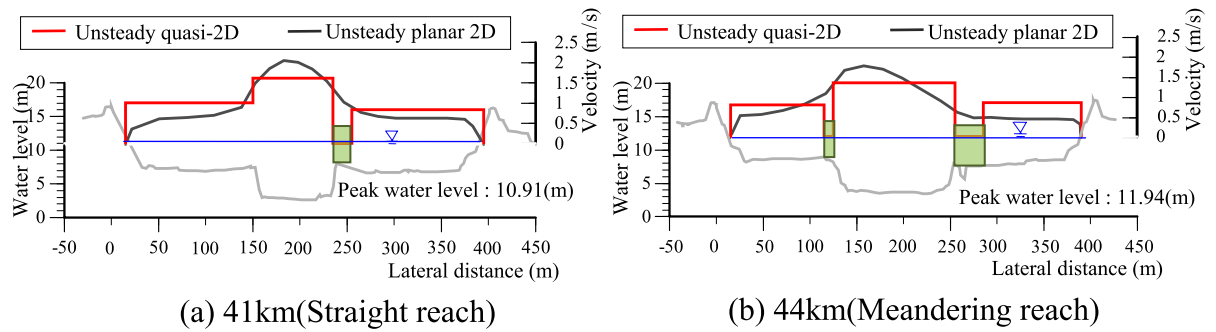 Unsteady quasi-2D Unsteady planar 2D
2.5
2
1.5
1
0.5
0
Velocity (m/s)
20
15
10
5
0
Water level (m)
Peak water level : 10.91(m)
-50 0 50 100 150 200 250 300 350 400 450
Lateral distance (m)
(a) 41km(Straight reach)
Unsteady quasi-2D Unsteady planar 2D
2.5
2
1.5
1
0.5
0
Velocity (m/s)
20
15
10
5
0
Water level (m)
Peak water level : 11.94(m)
-50 0 50 100 150 200 250 300 350 400 450
Lateral distance (m)
(b) 44km(Meandering reach)